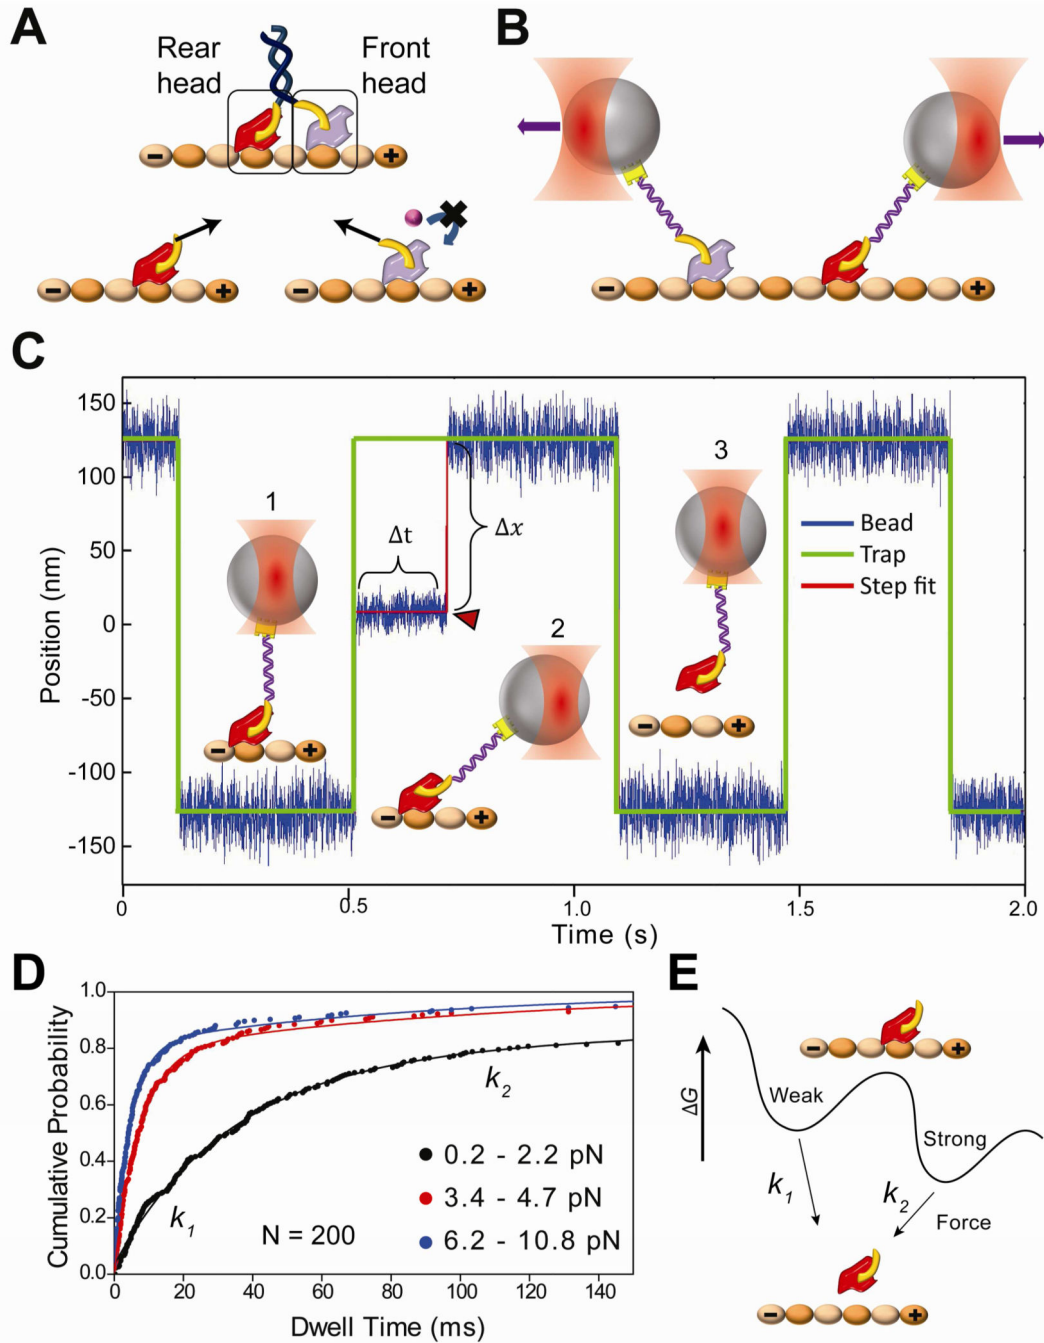 A
Rear
head
Front
head
− +
− +
− +
B
− +
C
Position (nm)
150
100
50
0
-50
-100
-150
1
Δt
Δx
2
3
Bead
Trap
Step fit
− +
− +
− +
0 0.5 1.0 1.5 2.0
Time (s)
D
Cumulative Probability
1.0
0.8
0.6
0.4
0.2
0.0
k1
k2
0.2 - 2.2 pN
3.4 - 4.7 pN
6.2 - 10.8 pN
N = 200
0 20 40 60 80 100 120 140
Dwell Time (ms)
E
ΔG
− +
Weak
Strong
k1
k2
Force
− +